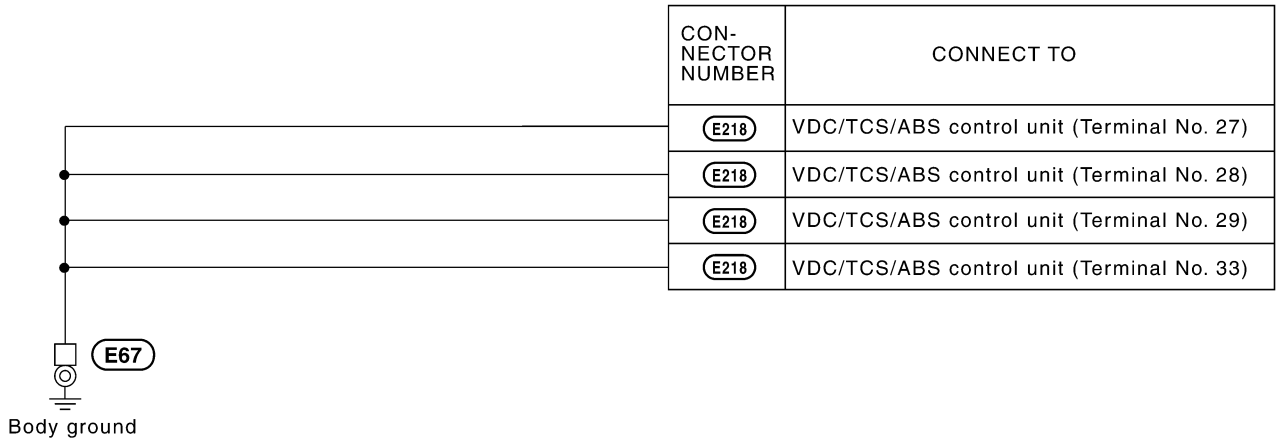 CON-
NECTOR
NUMBER
CONNECT TO
E218 VDC/TCS/ABS control unit (Terminal No. 27)
E218 VDC/TCS/ABS control unit (Terminal No. 28)
E218 VDC/TCS/ABS control unit (Terminal No. 29)
E218 VDC/TCS/ABS control unit (Terminal No. 33)
E67
Body ground